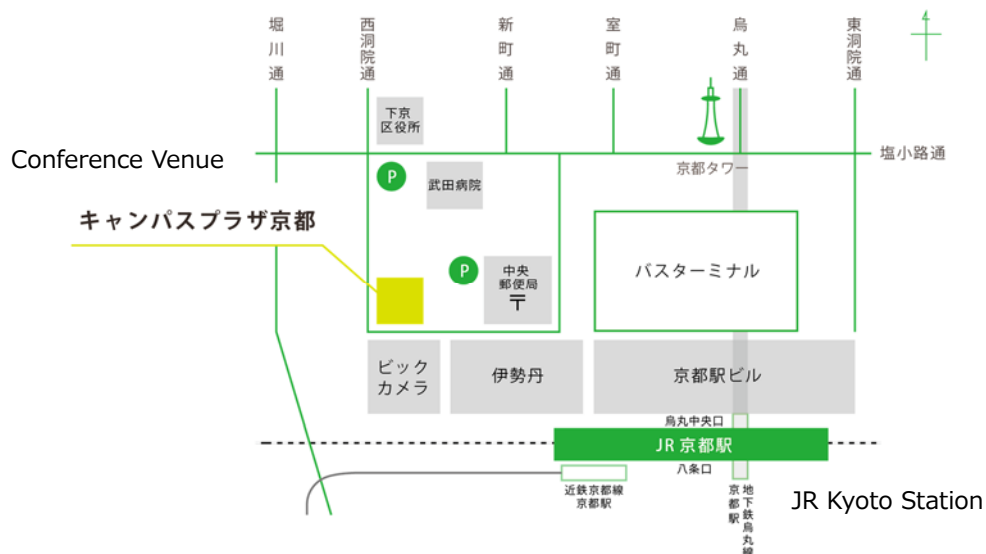 堀川通
西洞院通
新町通
室町通
烏丸通
東洞院通
下京
区役所
Conference Venue
塩小路通
京都タワー
P
武田病院
キャンパスプラザ京都
P
中央
郵便局
〒
バスターミナル
ビック
カメラ
伊勢丹
京都駅ビル
烏丸中央口
JR 京都駅
八条口
近鉄京都線
京都駅
地下鉄烏丸線
京都駅
JR Kyoto Station